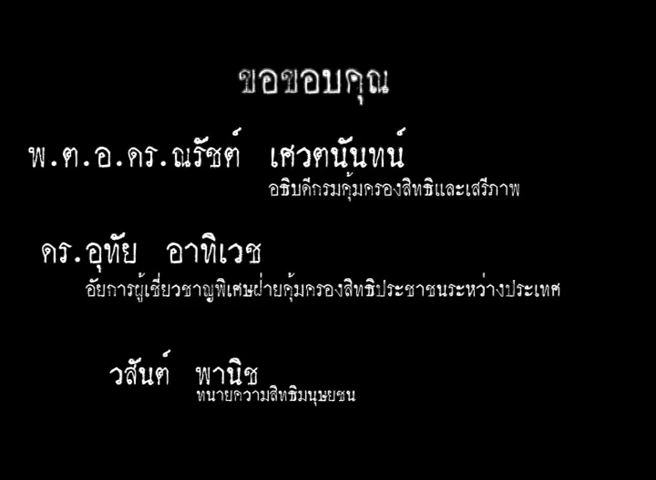 ขอขอบคุณ
พ.ต.อ.ดร.ณรัชต์ เศวตนันทน์
อธิบดีกรมคุ้มครองสิทธิและเสรีภาพ
ดร.อุทัย อาทิเวช
อัยการผู้เชี่ยวชาญพิเศษฝ่ายคุ้มครองสิทธิประชาชนระหว่างประเทศ
วสันต์ พานิช
ทนายความสิทธิมนุษยชน